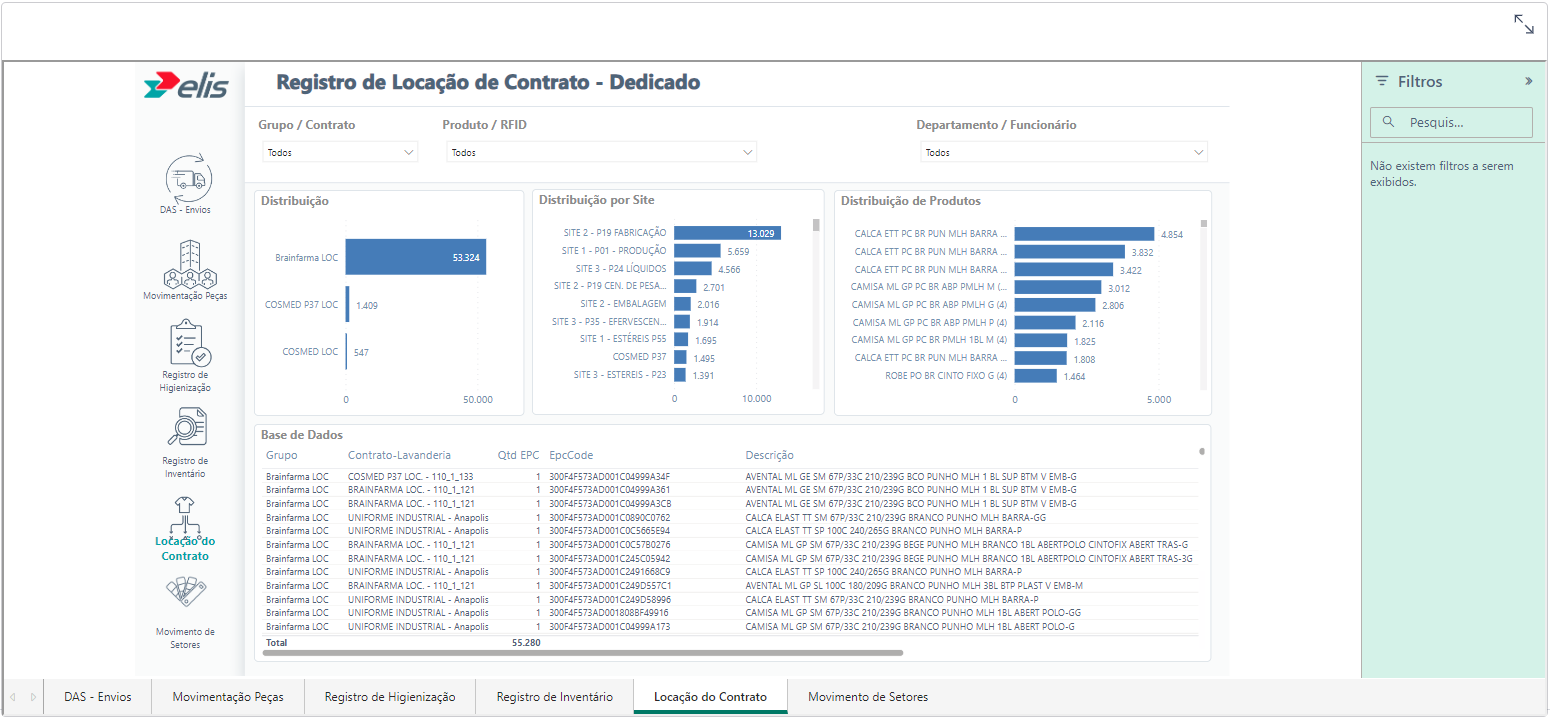 elis
Registro de Locação de Contrato - Dedicado
Filtros
Pesquis...
Não existem filtros a serem
exibidos.
Grupo / Contrato
Produto / RFID
Departamento / Funcionário
Todos
Todos
Todos
DAS - Envios
Movimentação Peças
Registro de
Higienização
Registro de
Inventário
Locação do
Contrato
Movimento de
Setores
Distribuição
Brainfarma LOC 53.324
COSMED P37 LOC 1.409
COSMED LOC 547
0 50.000
Distribuição por Site
SITE 2 - P19 FABRICAÇÃO 13.029
SITE 1 - P01 - PRODUÇÃO 5.659
SITE 3 - P24 LÍQUIDOS 4.566
SITE 2 - P19 CEN. DE PESA... 2.701
SITE 2 - EMBALAGEM 2.016
SITE 3 - P35 - EFERVESCEN... 1.914
SITE 1 - ESTÉREIS P55 1.695
COSMED P37 1.495
SITE 3 - ESTEREIS - P23 1.391
0 10.000
Distribuição de Produtos
CALCA ETT PC BR PUN MLH BARRA ... 4.854
CALCA ETT PC BR PUN MLH BARRA ... 3.832
CALCA ETT PC BR PUN MLH BARRA ... 3.422
CAMISA ML GP PC BR ABP PMLH M (... 3.012
CAMISA ML GP PC BR ABP PMLH G (4) 2.806
CAMISA ML GP PC BR ABP PMLH P (4) 2.116
CAMISA ML GP PC BR PMLH 1BL M (4) 1.825
CALCA ETT PC BR PUN MLH BARRA ... 1.808
ROBE PO BR CINTO FIXO G (4) 1.464
0 5.000
Base de Dados
Grupo Contrato-Lavanderia Qtd EPC EpcCode Descrição
Brainfarma LOC COSMED P37 LOC. - 110_1_133 1 300F4F573AD001C04999A34F AVENTAL ML GE SM 67P/33C 210/239G BCO PUNHO MLH 1 BL SUP BTM V EMB-G
Brainfarma LOC BRAINFARMA LOC. - 110_1_121 1 300F4F573AD001C04999A361 AVENTAL ML GE SM 67P/33C 210/239G BCO PUNHO MLH 1 BL SUP BTM V EMB-G
Brainfarma LOC BRAINFARMA LOC. - 110_1_121 1 300F4F573AD001C04999A3CB AVENTAL ML GE SM 67P/33C 210/239G BCO PUNHO MLH 1 BL SUP BTM V EMB-G
Brainfarma LOC UNIFORME INDUSTRIAL - Anapolis 1 300F4F573AD001C0890C0762 CALCA ELAST TT SM 67P/33C 210/239G BRANCO PUNHO MLH BARRA-GG
Brainfarma LOC UNIFORME INDUSTRIAL - Anapolis 1 300F4F573AD001C0C5665E94 CALCA ELAST TT SP 100C 240/265G BRANCO PUNHO MLH BARRA-P
Brainfarma LOC BRAINFARMA LOC. - 110_1_121 1 300F4F573AD001C0C57B0276 CAMISA ML GP SM 67P/33C 210/239G BEGE PUNHO MLH BRANCO 1BL ABERTPOLO CINTOFIX ABERT TRAS-G
Brainfarma LOC BRAINFARMA LOC. - 110_1_121 1 300F4F573AD001C245C05942 CAMISA ML GP SM 67P/33C 210/239G BEGE PUNHO MLH BRANCO 1BL ABERTPOLO CINTOFIX ABERT TRAS-3G
Brainfarma LOC UNIFORME INDUSTRIAL - Anapolis 1 300F4F573AD001C2491668C9 CALCA ELAST TT SP 100C 240/265G BRANCO PUNHO MLH BARRA-P
Brainfarma LOC BRAINFARMA LOC. - 110_1_121 1 300F4F573AD001C249D557C1 AVENTAL ML GP SL 100C 180/209G BRANCO PUNHO MLH 3BL BTP PLAST V EMB-M
Brainfarma LOC UNIFORME INDUSTRIAL - Anapolis 1 300F4F573AD001C249D58996 CALCA ELAST TT SM 67P/33C 210/239G BRANCO PUNHO MLH BARRA-P
Brainfarma LOC UNIFORME INDUSTRIAL - Anapolis 1 300F4F573AD001808BF49916 CAMISA ML GP SM 67P/33C 210/239G BRANCO PUNHO MLH 1BL ABERT POLO-GG
Brainfarma LOC UNIFORME INDUSTRIAL - Anapolis 1 300F4F573AD001C04999A173 CAMISA ML GP SM 67P/33C 210/239G BRANCO PUNHO MLH 1BL ABERT POLO-G
Total 55.280
DAS - Envios Movimentação Peças Registro de Higienização Registro de Inventário Locação do Contrato Movimento de Setores